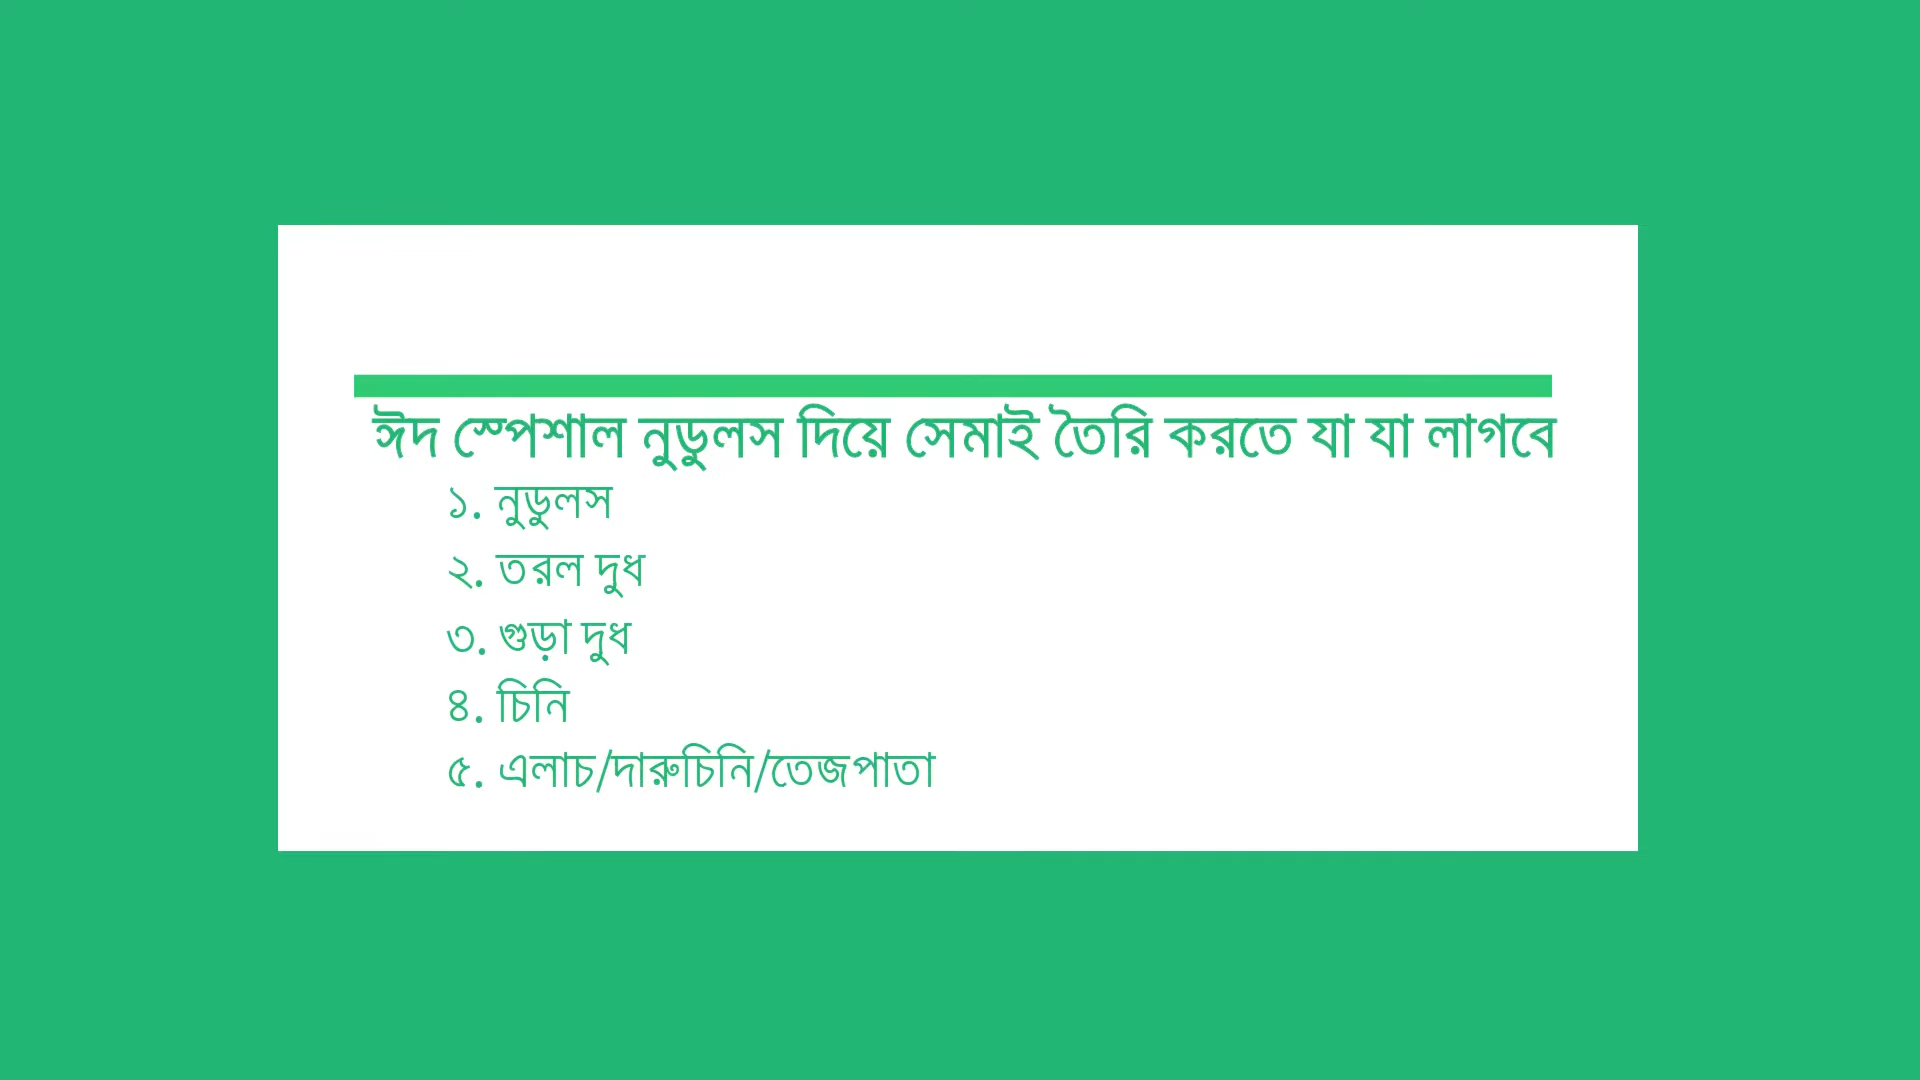 ঈদ স্পেশাল নুডুলস দিয়ে সেমাই তৈরি করতে যা যা লাগবে
১. নুডুলস
২. তরল দুধ
৩. গুড়া দুধ
৪. চিনি
৫. এলাচ/দারুচিনি/তেজপাতা